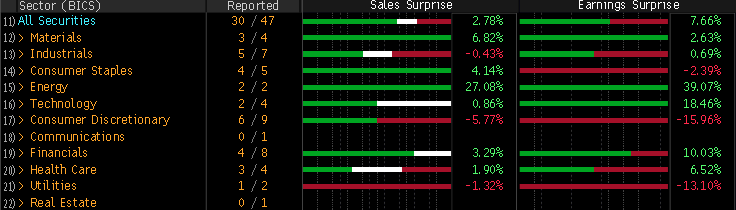 Sector (BICS) Reported Sales Surprise Earnings Surprise
11) All Securities 30 / 47 2.78% 7.66%
12) > Materials 3 / 4 6.82% 2.63%
13) > Industrials 5 / 7 -0.43% 0.69%
14) > Consumer Staples 4 / 5 4.14% -2.39%
15) > Energy 2 / 2 27.08% 39.07%
16) > Technology 2 / 4 0.86% 18.46%
17) > Consumer Discretionary 6 / 9 -5.77% -15.96%
18) > Communications 0 / 1
19) > Financials 4 / 8 3.29% 10.03%
20) > Health Care 3 / 4 1.90% 6.52%
21) > Utilities 1 / 2 -1.32% -13.10%
22) > Real Estate 0 / 1